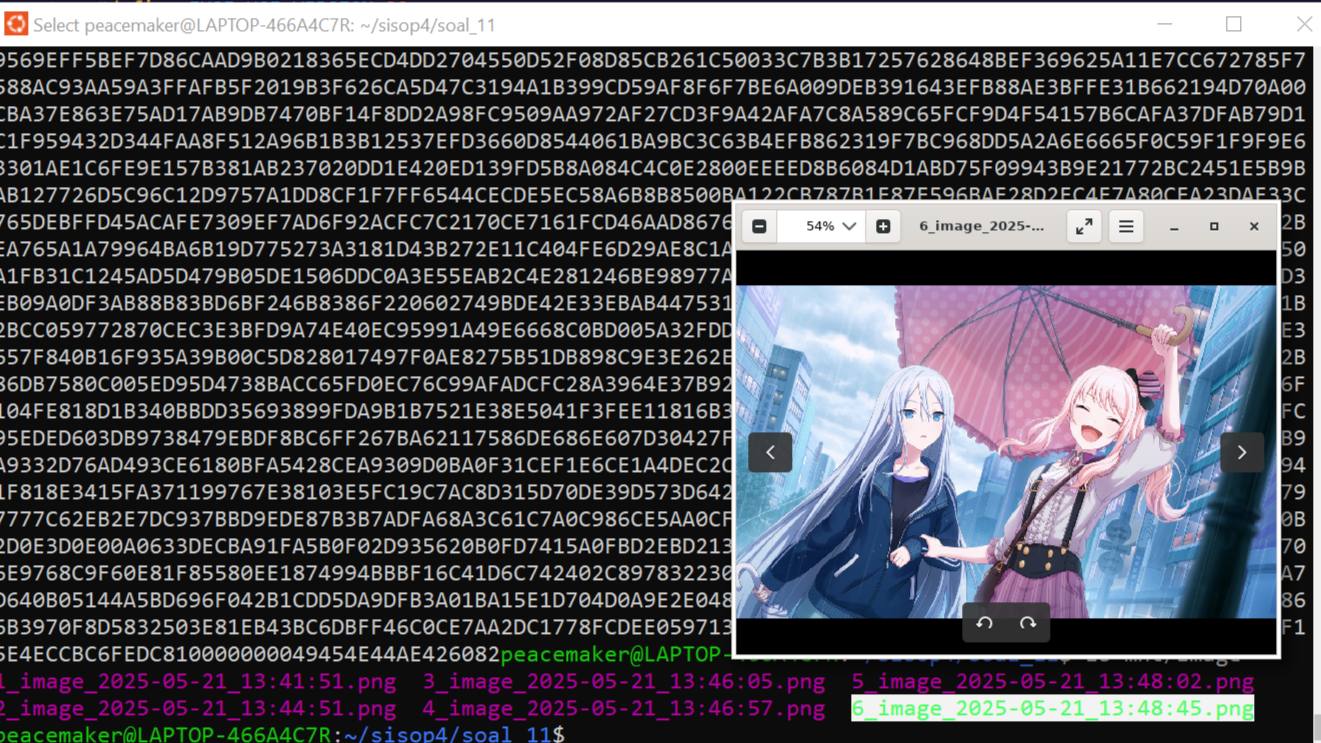 Select peacemaker@LAPTOP-466A4C7R: ~/sisop4/soal_11
9569EFF5BEF7D86CAAD9B0218365ECD4DD2704550D52F08D85CB261C50033C7B3B17257628648BEF369625A11E7CC672785F7
588AC93AA59A3FFAFB5F2019B3F626CA5D47C3194A1B399CD59AF8F6F7BE6A009DEB391643EFB88AE3BFFE31B662194D70A00
CBA37E863E75AD17AB9DB7470BF14F8DD2A98FC9509AA972AF27CD3F9A42AFA7C8A589C65FCF9D4F54157B6CAFA37DFAB79D1
C1F959432D344FAA8F512A96B1B3B12537EFD3660D8544061BA9BC3C63B4EFB862319F7BC968DD5A2A6E6665F0C59F1F9F9E6
3301AE1C6FE9E157B381AB237020DD1E420ED139FD5B8A084C4C0E2800EEEED8B6084D1ABD75F09943B9E21772BC2451E5B9B
AB127726D5C96C12D9757A1DD8CF1F7FF6544CECDE5EC58A6B8B8500BA122CB787B1E87E596BAE28D2EC4E7A80CEA23DAE33C
765DEBFFD45ACAFE7309EF7AD6F92ACFC7C2170CE7161FCD46AAD8676 2B
EA765A1A79964BA6B19D775273A3181D43B272E11C404FE6D29AE8C1A 50
A1FB31C1245AD5D479B05DE1506DDC0A3E55EAB2C4E281246BE98977A D3
EB09A0DF3AB88B83BD6BF246B8386F220602749BDE42E33EBAB447531 1B
2BCC059772870CEC3E3BFD9A74E40EC95991A49E6668C0BD005A32FDD E3
557F840B16F935A39B00C5D828017497F0AE8275B51DB898C9E3E262E 2B
86DB7580C005ED95D4738BACC65FD0EC76C99AFADCFC28A3964E37B92 6F
104FE818D1B340BBDD35693899FDA9B1B7521E38E5041F3FEE11816B3 FC
95EDED603DB9738479EBDF8BC6FF267BA62117586DE686E607D30427F B9
A9332D76AD493CE6180BFA5428CEA9309D0BA0F31CEF1E6CE1A4DEC2C 94
1F818E3415FA371199767E38103E5FC19C7AC8D315D70DE39D573D642 79
7777C62EB2E7DC937BBD9EDE87B3B7ADFA68A3C61C7A0C986CE5AA0CF 0B
2D0E3D0E00A0633DECBA91FA5B5F02D935620B0FD7415A0FBD2EBD213 70
5E9768C9F60E81F85580EE1874994BBBF16C41D6C742402C897832230 A7
D640B05144A5BD696F042B1CDD5DA9DFB3A01BA15E1D704D0A9E2E048 86
5B3970F8D5832503E81EB43BC6DBFF46C0CE7AA2DC1778FCDEE059713 F1
5E4ECCBC6FEDC810000000049454E44AE426082peacemaker@LAPTOP-
54% 6_image_2025-...
1_image_2025-05-21_13:41:51.png 3_image_2025-05-21_13:46:05.png 5_image_2025-05-21_13:48:02.png
2_image_2025-05-21_13:44:51.png 4_image_2025-05-21_13:46:57.png 6_image_2025-05-21_13:48:45.png
peacemaker@LAPTOP-466A4C7R:~/sisop4/soal_11$